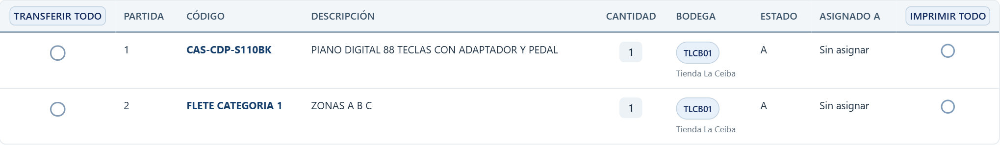 TRANSFERIR TODO PARTIDA CÓDIGO DESCRIPCIÓN CANTIDAD BODEGA ESTADO ASIGNADO A IMPRIMIR TODO
1 CAS-CDP-S110BK PIANO DIGITAL 88 TECLAS CON ADAPTADOR Y PEDAL 1 TLCB01 A Sin asignar
Tienda La Ceiba
2 FLETE CATEGORIA 1 ZONAS A B C 1 TLCB01 A Sin asignar
Tienda La Ceiba